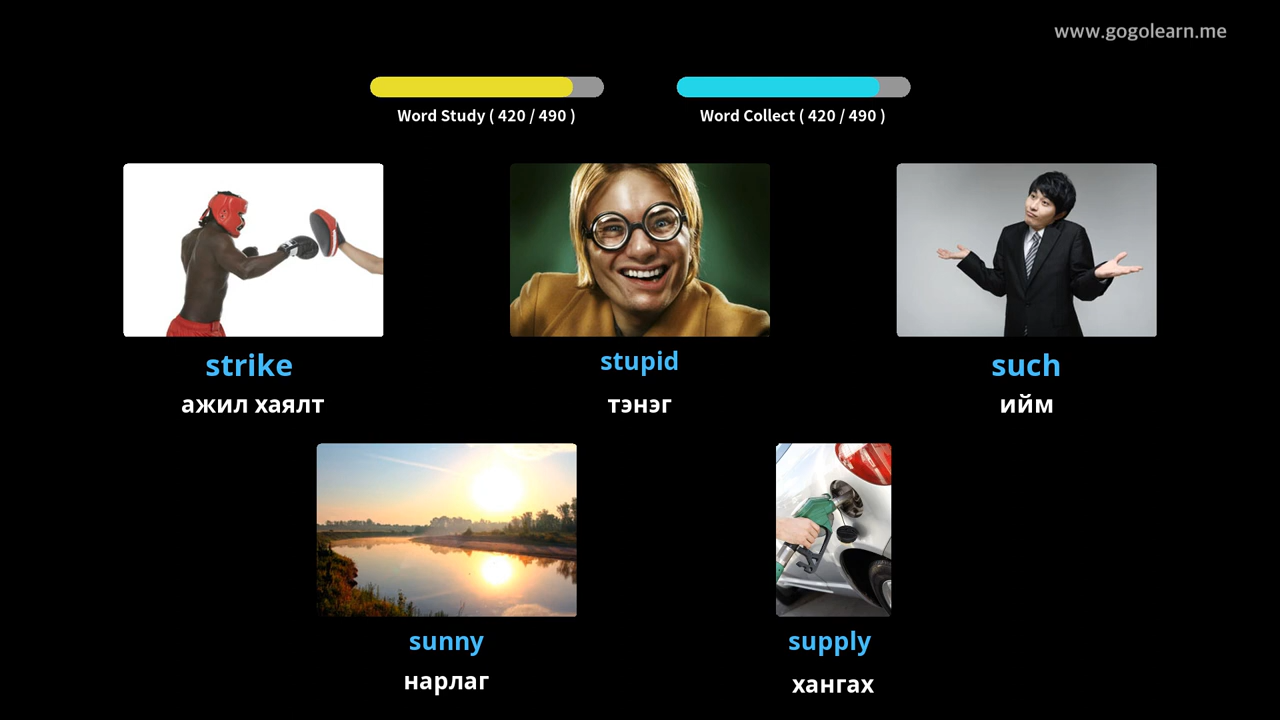 www.gogolearn.me
Word Study ( 420 / 490 )
Word Collect ( 420 / 490 )
strike
stupid
such
ажил хаялт
тэнэг
ийм
sunny
supply
нарлаг
хангах